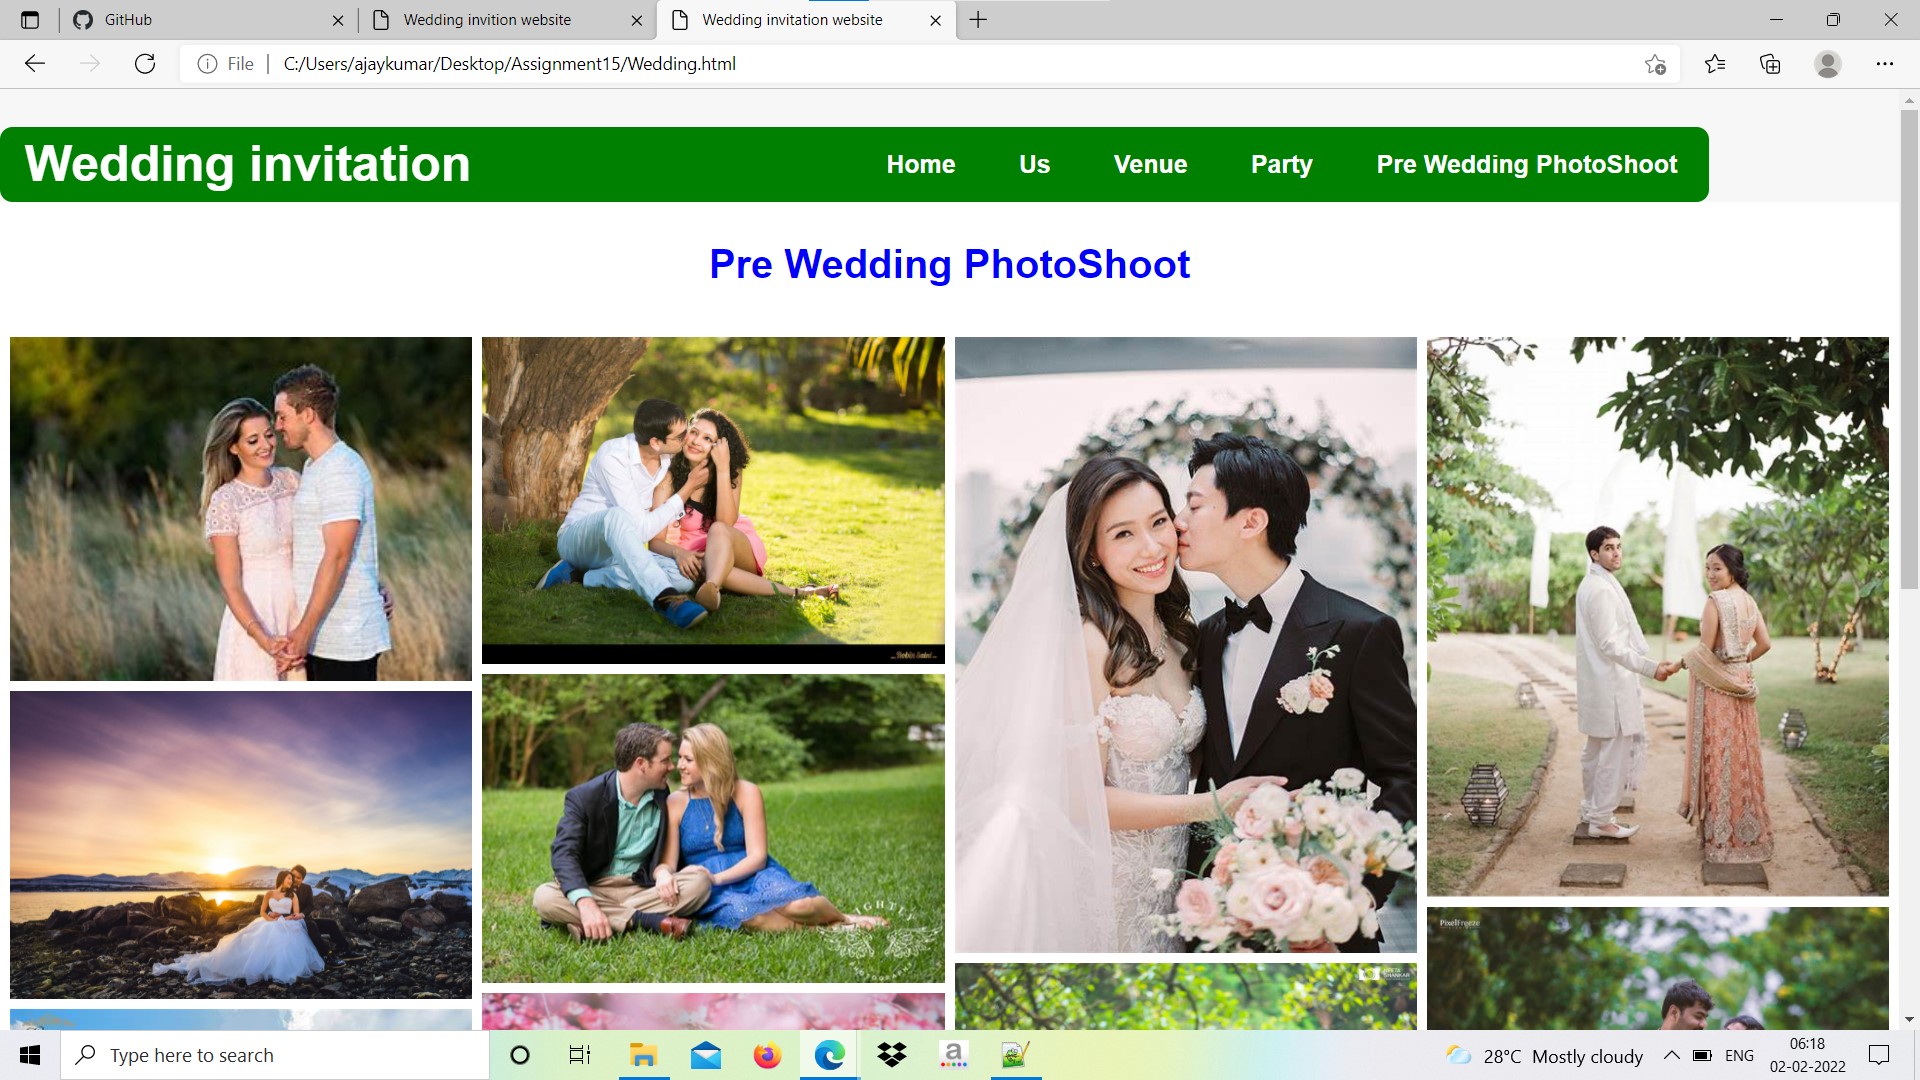 GitHub
Wedding invition website
Wedding invitation website
File
C:/Users/ajaykumar/Desktop/Assignment15/Wedding.html
Wedding invitation
Home
Us
Venue
Party
Pre Wedding PhotoShoot
Pre Wedding PhotoShoot
PixelFreeze
Type here to search
a
28°C Mostly cloudy
ENG
06:18
02-02-2022